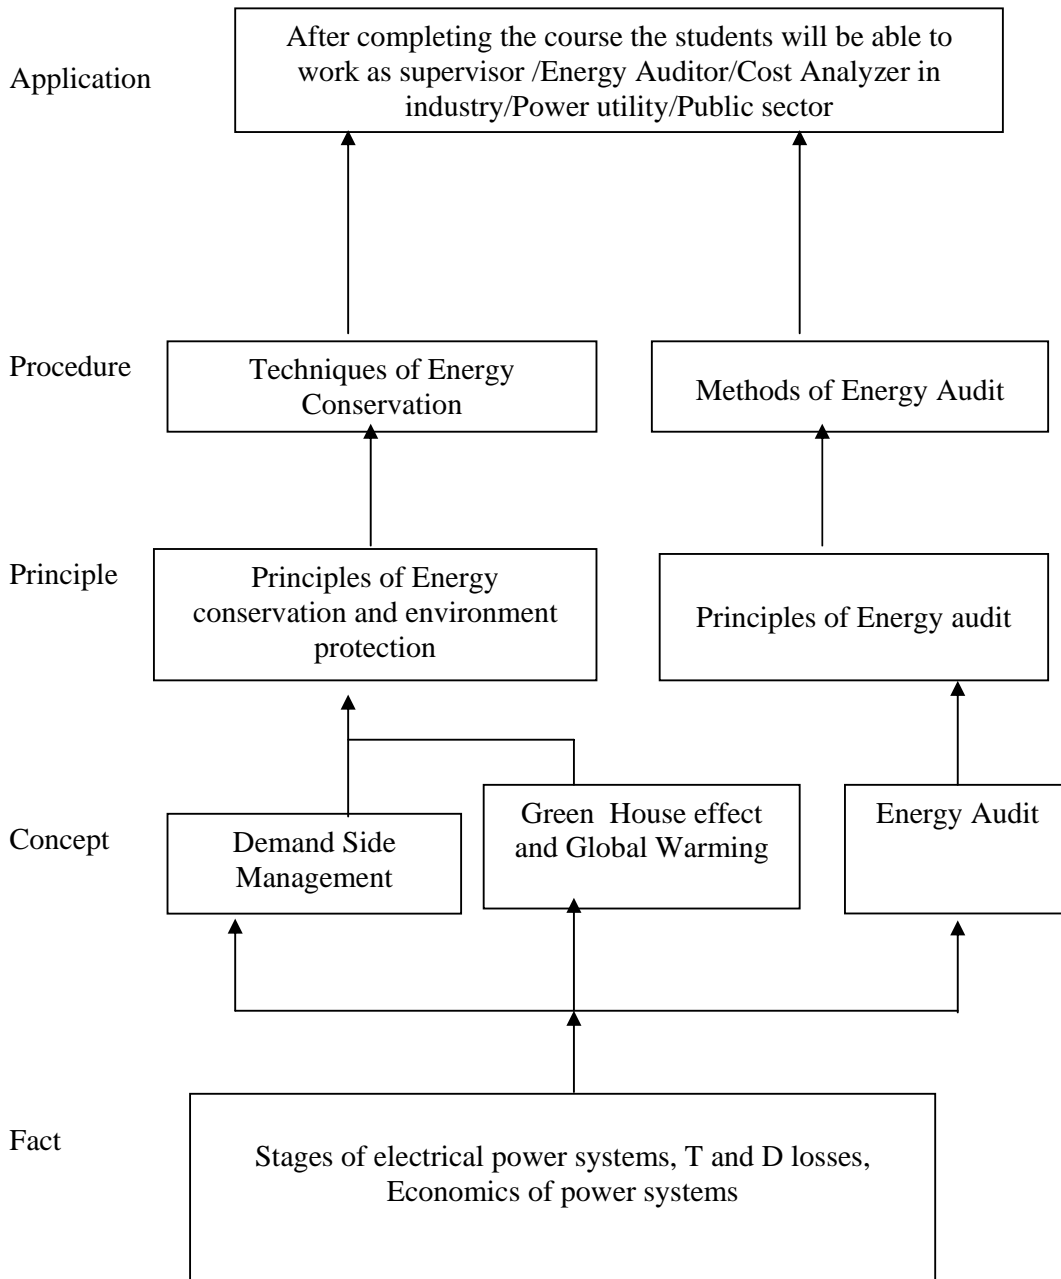 Application
After completing the course the students will be able to
work as supervisor /Energy Auditor/Cost Analyzer in
industry/Power utility/Public sector
Procedure
Techniques of Energy
Conservation
Methods of Energy Audit
Principle
Principles of Energy
conservation and environment
protection
Principles of Energy audit
Concept
Demand Side
Management
Green House effect
and Global Warming
Energy Audit
Fact
Stages of electrical power systems, T and D losses,
Economics of power systems